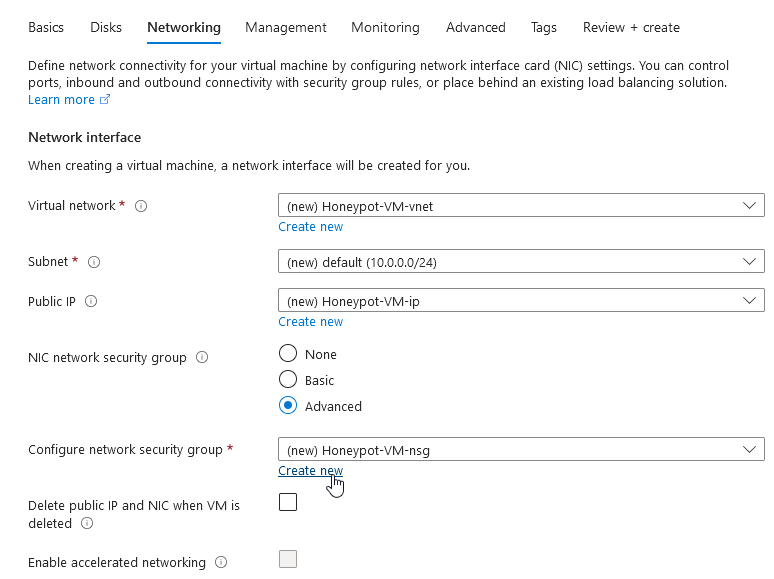 Basics Disks Networking Management Monitoring Advanced Tags Review + create
Define network connectivity for your virtual machine by configuring network interface card (NIC) settings. You can control
ports, inbound and outbound connectivity with security group rules, or place behind an existing load balancing solution.
Learn more
Network interface
When creating a virtual machine, a network interface will be created for you.
Virtual network *
(new) Honeypot-VM-vnet
Create new
Subnet *
(new) default (10.0.0.0/24)
Public IP
(new) Honeypot-VM-ip
Create new
NIC network security group
None
Basic
Advanced
Configure network security group *
(new) Honeypot-VM-nsg
Create new
Delete public IP and NIC when VM is
deleted
Enable accelerated networking